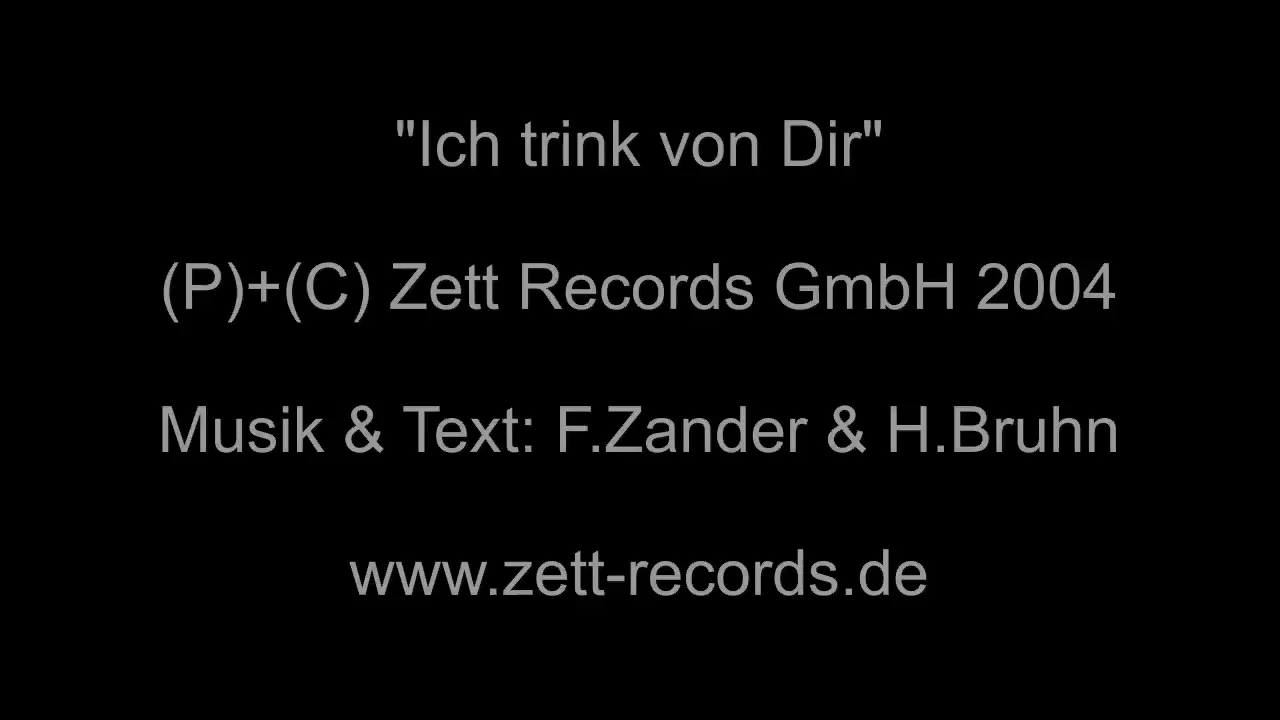 "Ich trink von Dir"
(P)+(C) Zett Records GmbH 2004
Musik & Text: F.Zander & H.Bruhn
www.zett-records.de